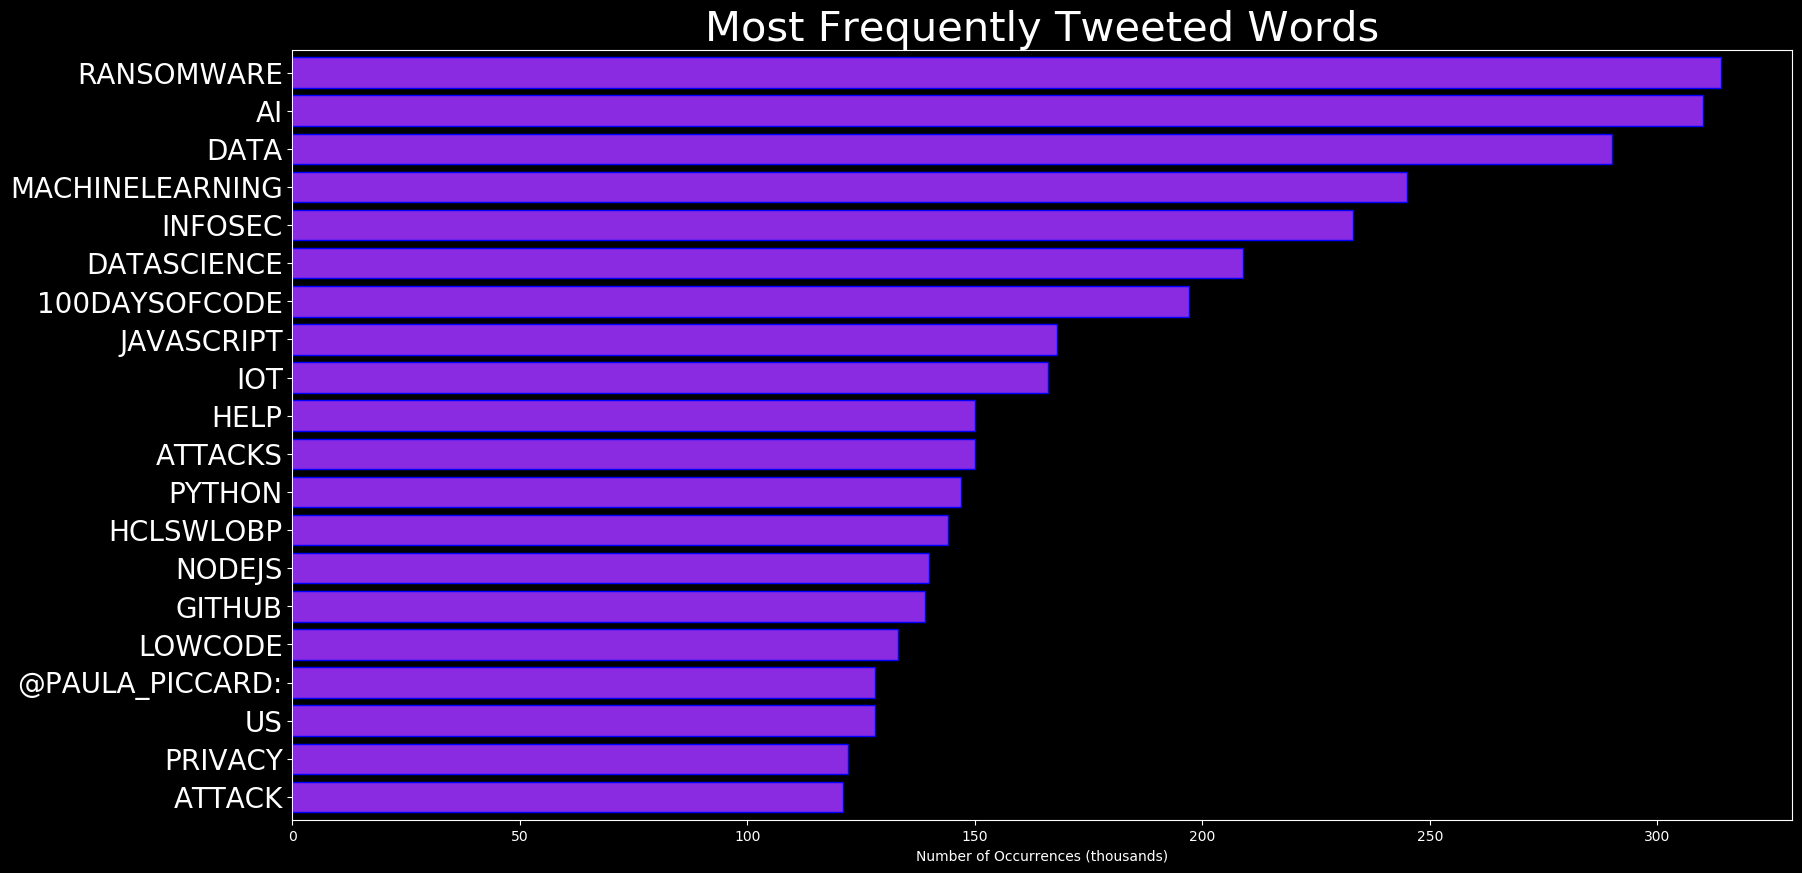 Most Frequently Tweeted Words
RANSOMWARE
AI
DATA
MACHINELEARNING
INFOSEC
DATASCIENCE
100DAYSOFCODE
JAVASCRIPT
IOT
HELP
ATTACKS
PYTHON
HCLSWLOBP
NODEJS
GITHUB
LOWCODE
@PAULA_PICCARD:
US
PRIVACY
ATTACK
0 50 100 150 200 250 300
Number of Occurrences (thousands)